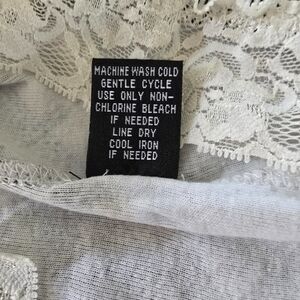 MACHINE WASH COLD
GENTLE CYCLE
USE ONLY NON-
CHLORINE BLEACH
IF NEEDED
LINE DRY
COOL IRON
IF NEEDED